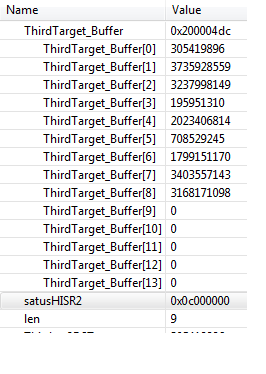 Name Value
ThirdTarget_Buffer 0x200004dc
ThirdTarget_Buffer[0] 305419896
ThirdTarget_Buffer[1] 3735928559
ThirdTarget_Buffer[2] 3237998149
ThirdTarget_Buffer[3] 195951310
ThirdTarget_Buffer[4] 2023406814
ThirdTarget_Buffer[5] 708529245
ThirdTarget_Buffer[6] 1799151170
ThirdTarget_Buffer[7] 3403557143
ThirdTarget_Buffer[8] 3168171098
ThirdTarget_Buffer[9] 0
ThirdTarget_Buffer[10] 0
ThirdTarget_Buffer[11] 0
ThirdTarget_Buffer[12] 0
ThirdTarget_Buffer[13] 0
satusHISR2 0x0c000000
len 9